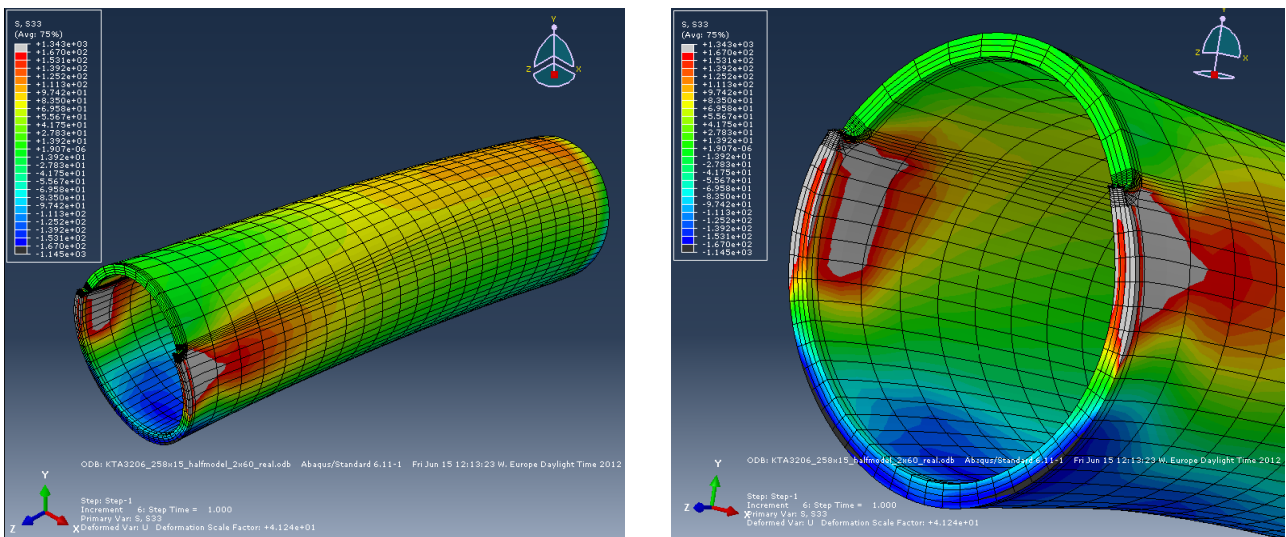 S, S33
(Avg: 75%)
+1.343e+03
+1.670e+02
+1.531e+02
+1.392e+02
+1.252e+02
+1.113e+02
+9.742e+01
+8.350e+01
+6.958e+01
+5.567e+01
+4.175e+01
+2.783e+01
+1.392e+01
+1.907e-06
-1.392e+01
-2.783e+01
-4.175e+01
-5.567e+01
-6.958e+01
-8.350e+01
-9.742e+01
-1.113e+02
-1.252e+02
-1.392e+02
-1.531e+02
-1.670e+02
-1.145e+03
Y
Z
X
ODB: KTA3206_258x15_halfmodel_2x60_real.odb Abaqus/Standard 6.11-1 Fri Jun 15 12:13:23 W. Europe Daylight Time 2012
Y
Z
X
Step: Step-1
Increment 6: Step Time = 1.000
Primary Var: S, S33
Deformed Var: U Deformation Scale Factor: +4.124e+01
S, S33
(Avg: 75%)
+1.343e+03
+1.670e+02
+1.531e+02
+1.392e+02
+1.252e+02
+1.113e+02
+9.742e+01
+8.350e+01
+6.958e+01
+5.567e+01
+4.175e+01
+2.783e+01
+1.392e+01
+1.907e-06
-1.392e+01
-2.783e+01
-4.175e+01
-5.567e+01
-6.958e+01
-8.350e+01
-9.742e+01
-1.113e+02
-1.252e+02
-1.392e+02
-1.531e+02
-1.670e+02
-1.145e+03
Y
Z
X
ODB: KTA3206_258x15_halfmodel_2x60_real.odb Abaqus/Standard 6.11-1 Fri Jun 15 12:13:23 W. Europe Daylight Time 2012
Y
Z
X
Step: Step-1
Increment 6: Step Time = 1.000
Primary Var: S, S33
Deformed Var: U Deformation Scale Factor: +4.124e+01